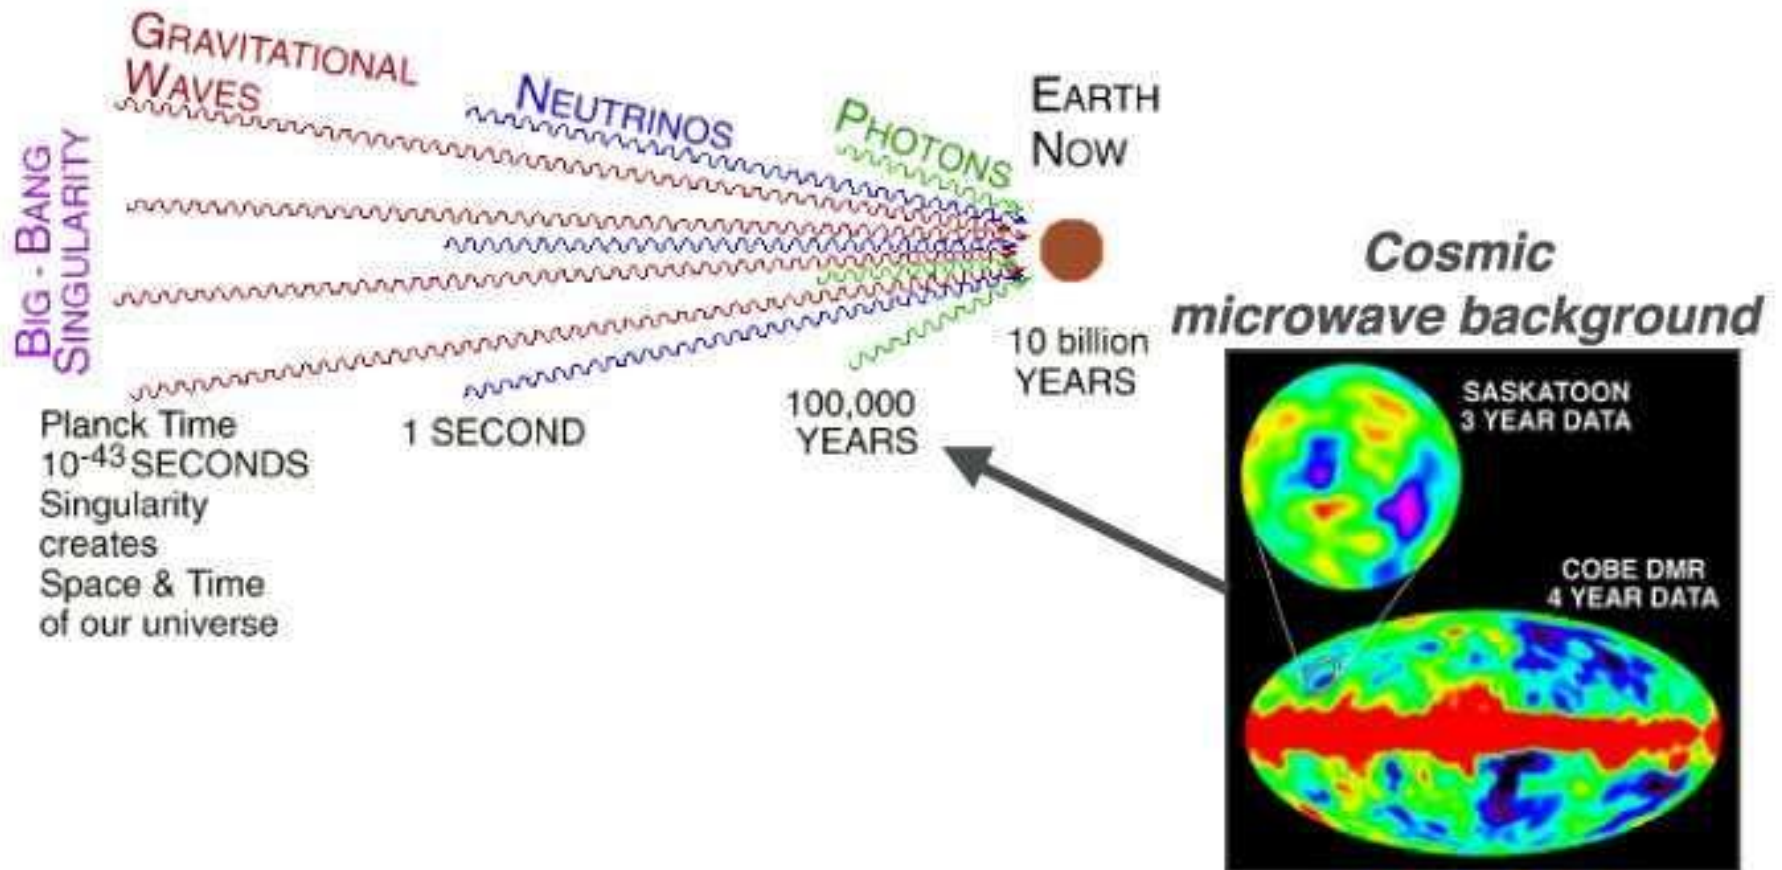 GRAVITATIONAL
WAVES
NEUTRINOS
PHOTONS
EARTH
NOW
BIG - BANG
SINGULARITY
10 billion
YEARS
100,000
YEARS
1 SECOND
Planck Time
10-43 SECONDS
Singularity
creates
Space & Time
of our universe
Cosmic
microwave background
SASKATOON
3 YEAR DATA
COBE DMR
4 YEAR DATA